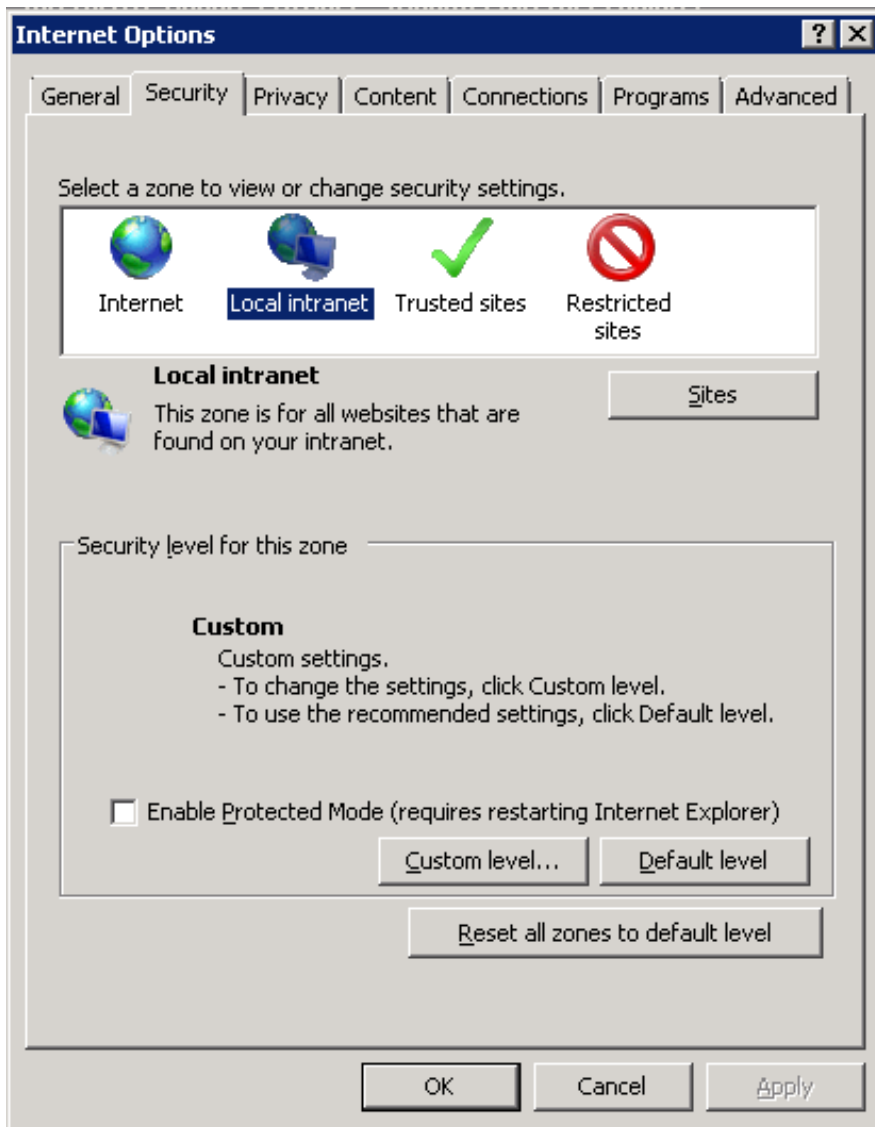 Internet Options
General Security Privacy Content Connections Programs Advanced
Select a zone to view or change security settings.
Internet Local intranet Trusted sites Restricted
sites
Local intranet
Sites
This zone is for all websites that are
found on your intranet.
Security level for this zone
Custom
Custom settings.
- To change the settings, click Custom level.
- To use the recommended settings, click Default level.
Enable Protected Mode (requires restarting Internet Explorer)
Custom level... Default level
Reset all zones to default level
OK Cancel Apply